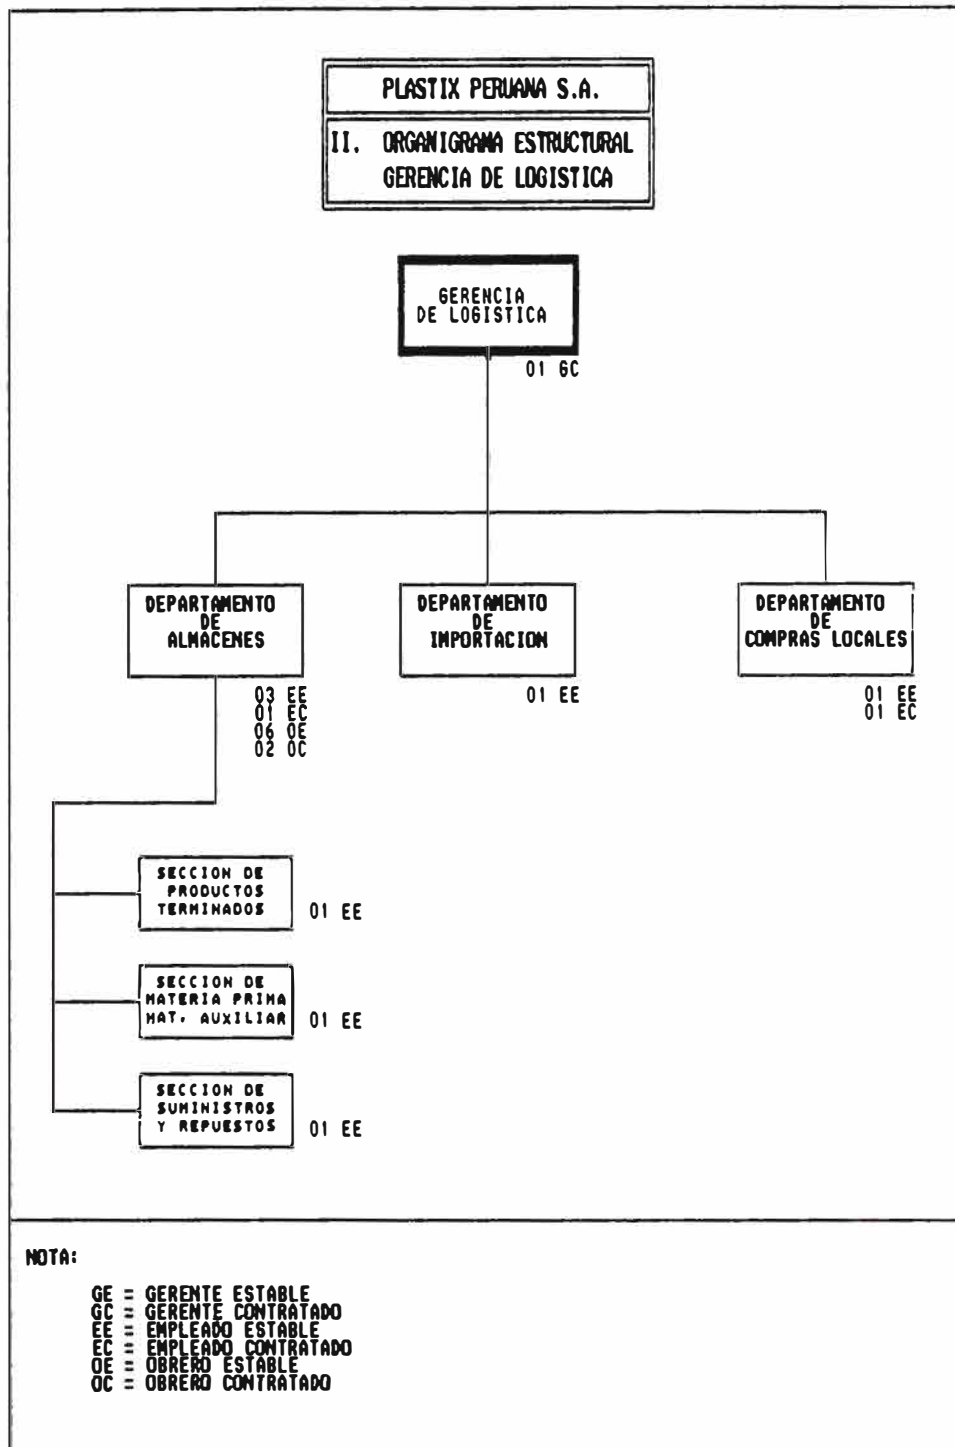 PLASTIX PERUANA S.A.
II. ORGANIGRAMA ESTRUCTURAL
GERENCIA DE LOGISTICA
GERENCIA
DE LOGISTICA
01 GC
DEPARTAMENTO
DE
ALMACENES
03 EE
01 EC
06 OE
02 OC
DEPARTAMENTO
DE
IMPORTACION
01 EE
DEPARTAMENTO
DE
COMPRAS LOCALES
01 EE
01 EC
SECCION DE
PRODUCTOS
TERMINADOS
01 EE
SECCION DE
MATERIA PRIMA
MAT. AUXILIAR
01 EE
SECCION DE
SUMINISTROS
Y REPUESTOS
01 EE
NOTA:
GE = GERENTE ESTABLE
GC = GERENTE CONTRATADO
EE = EMPLEADO ESTABLE
EC = EMPLEADO CONTRATADO
OE = OBRERO ESTABLE
OC = OBRERO CONTRATADO